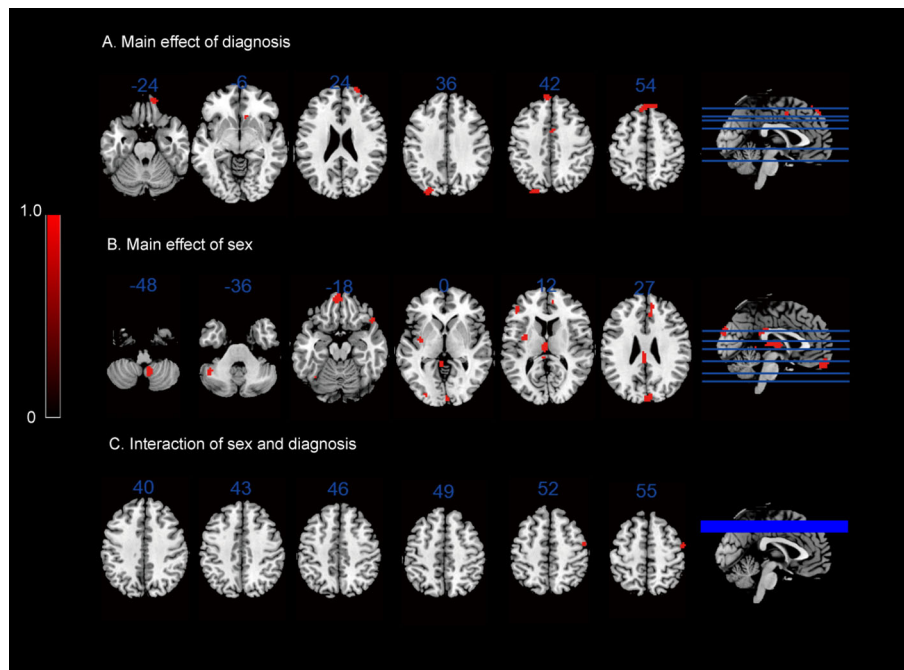 A. Main effect of diagnosis
-24 6 24 36 42 54
1.0
B. Main effect of sex
-48 -36 -18 0 12 27
0
C. Interaction of sex and diagnosis
40 43 46 49 52 55